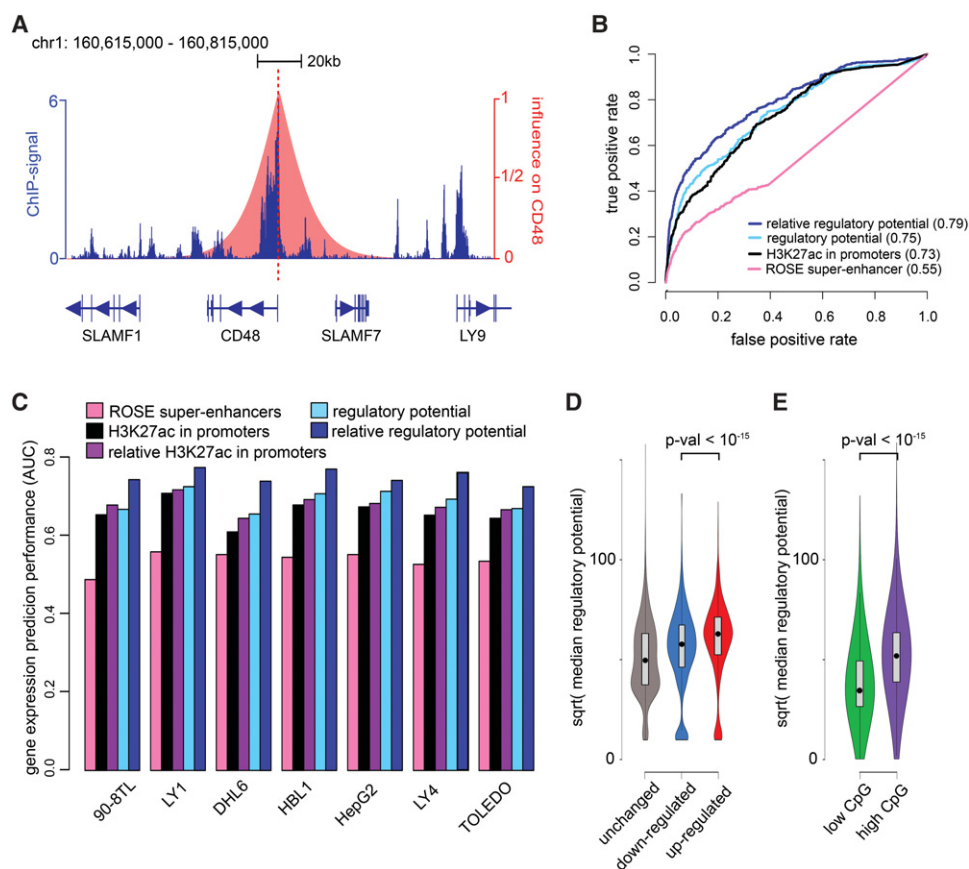 A
chr1: 160,615,000 - 160,815,000
20kb
6
0
ChIP-signal
1
1/2
0
influence on CD48
SLAMF1
CD48
SLAMF7
LY9
B
1.0
0.8
0.6
0.4
0.2
0.0
true positive rate
relative regulatory potential (0.79)
regulatory potential (0.75)
H3K27ac in promoters (0.73)
ROSE super-enhancer (0.55)
0.0
0.2
0.4
0.6
0.8
1.0
false positive rate
C
ROSE super-enhancers
H3K27ac in promoters
relative H3K27ac in promoters
regulatory potential
relative regulatory potential
gene expression predicion performance (AUC)
0.8
0.6
0.4
0.2
0.0
90-8TL
LY1
DHL6
HBL1
HepG2
LY4
TOLEDO
D
p-val < 10-15
sqrt( median regulatory potential)
100
0
unchanged
down-regulated
up-regulated
E
p-val < 10-15
sqrt( median regulatory potential)
100
0
low CpG
high CpG